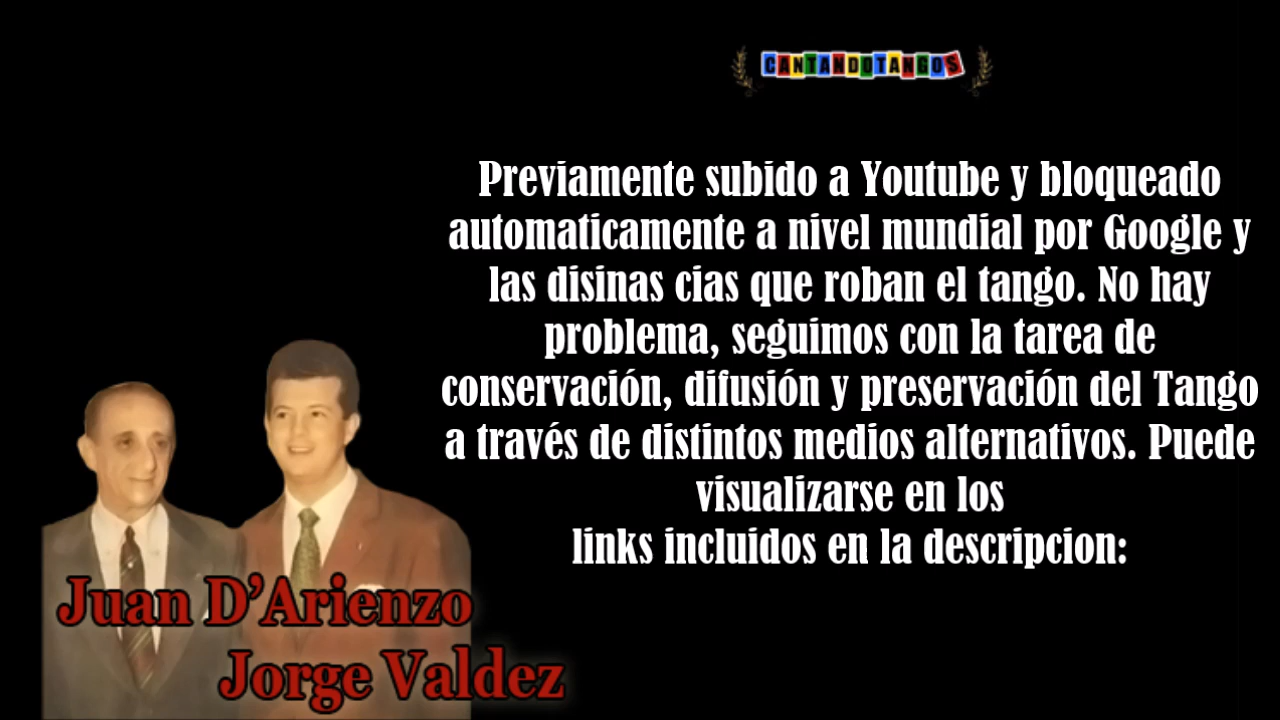 CANTANDOTANGOS
Previamente subido a Youtube y bloqueado
automaticamente a nivel mundial por Google y
las disinas cias que roban el tango. No hay
problema, seguimos con la tarea de
conservación, difusión y preservación del Tango
a través de distintos medios alternativos. Puede
visualizarse en los
links incluidos en la descripcion:
Juan D’Arienzo
Jorge Valdez